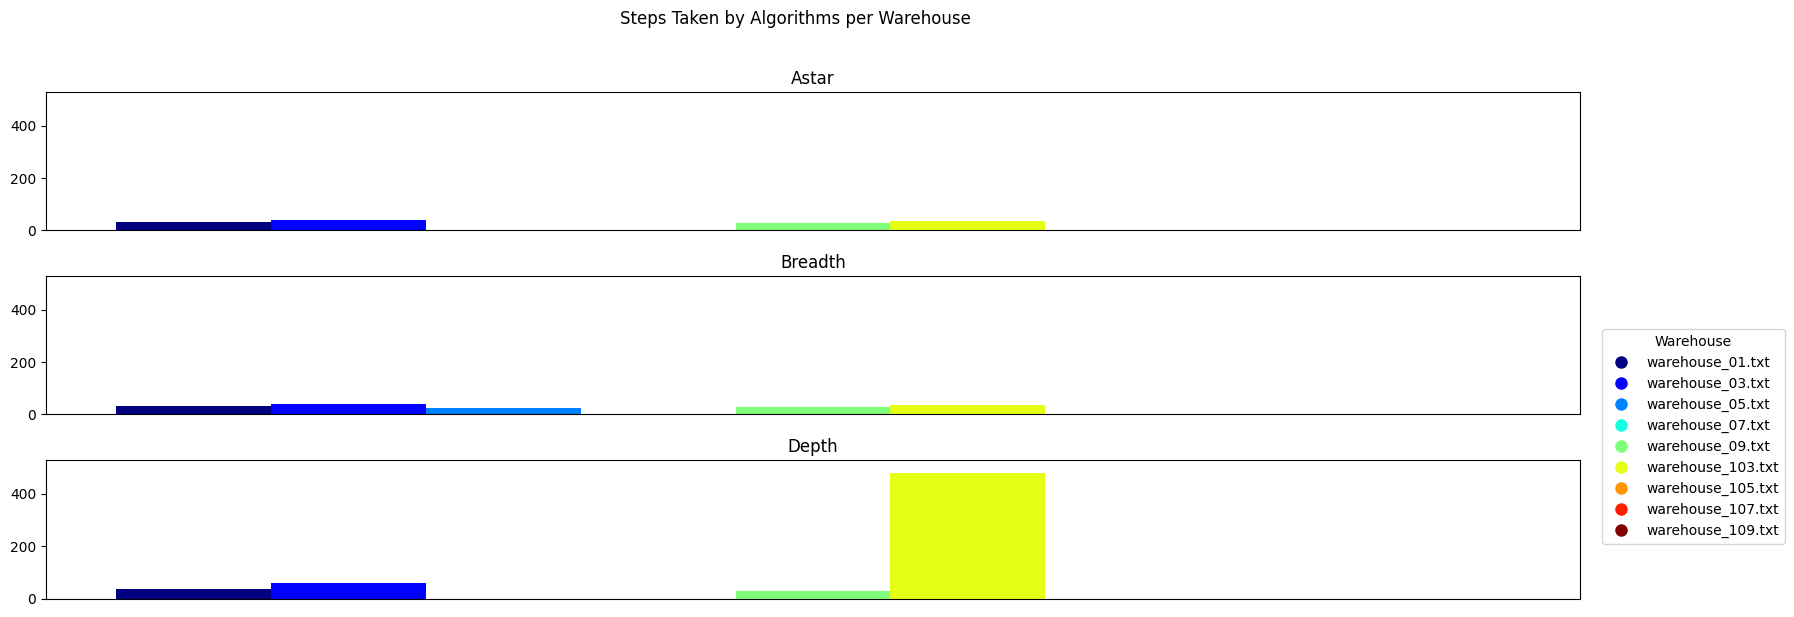 Steps Taken by Algorithms per Warehouse
Astar
400
200
0
Breadth
400
200
0
Depth
400
200
0
Warehouse
warehouse_01.txt
warehouse_03.txt
warehouse_05.txt
warehouse_07.txt
warehouse_09.txt
warehouse_103.txt
warehouse_105.txt
warehouse_107.txt
warehouse_109.txt